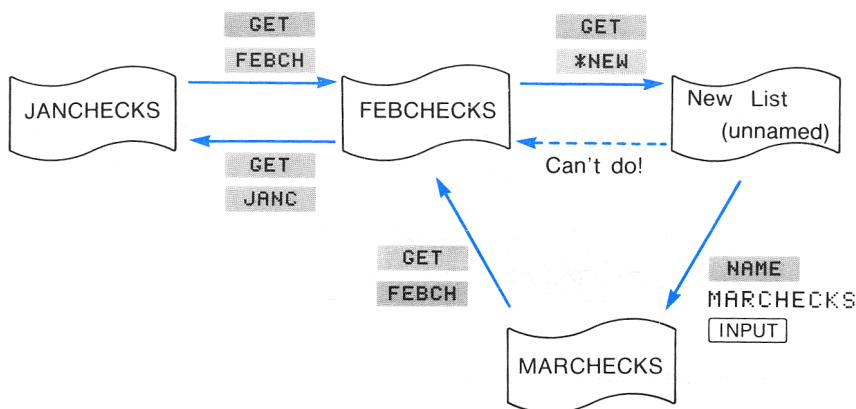 GET
FEBCH
GET
*NEW
JANCHECKS
FEBCHECKS
New List
(unnamed)
Can't do!
GET
JANC
GET
FEBCH
NAME
MARCHECKS
INPUT
MARCHECKS